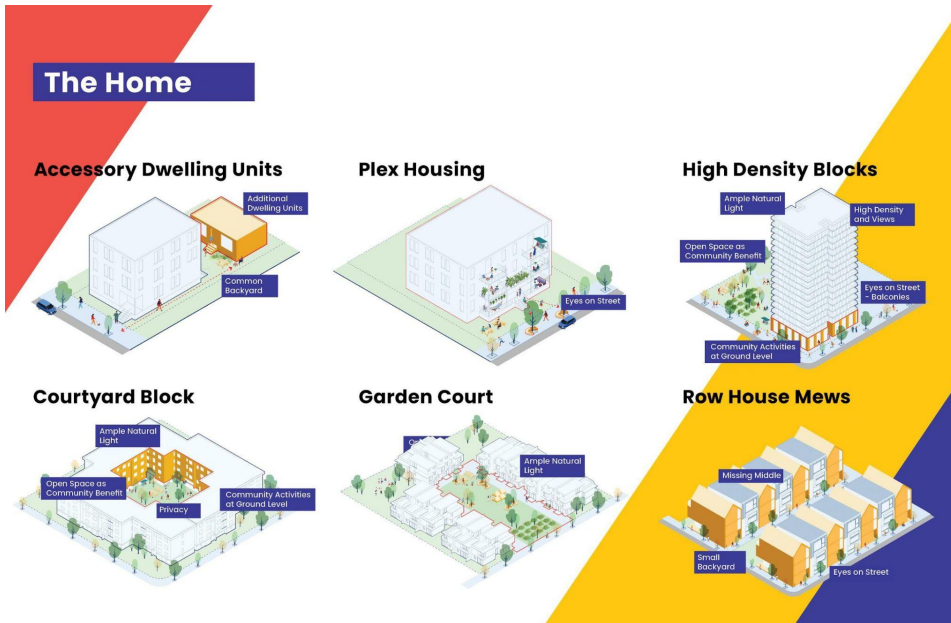 The Home
Accessory Dwelling Units
Additional
Dwelling Units
Common
Backyard
Plex Housing
Eyes on Street
High Density Blocks
Ample Natural
Light
High Density
and Views
Open Space as
Community Benefit
Eyes on Street
- Balconies
Community Activities
at Ground Level
Courtyard Block
Ample Natural
Light
Open Space as
Community Benefit
Privacy
Community Activities
at Ground Level
Garden Court
Ample Natural
Light
Row House Mews
Missing Middle
Small
Backyard
Eyes on Street